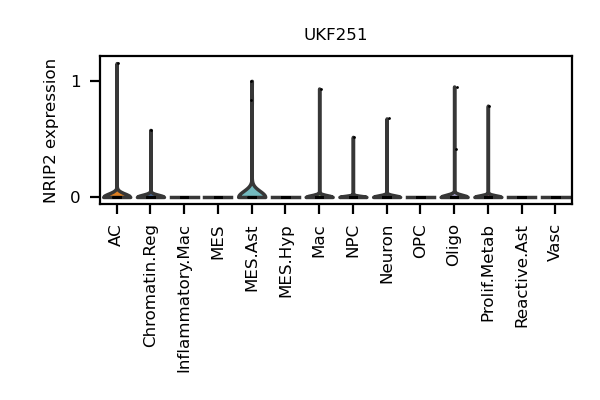 UKF251
NRIP2 expression
1
0
AC
Chromatin.Reg
Inflammatory.Mac
MES
MES.Ast
MES.Hyp
Mac
NPC
Neuron
OPC
Oligo
Prolif.Metab
Reactive.Ast
Vasc